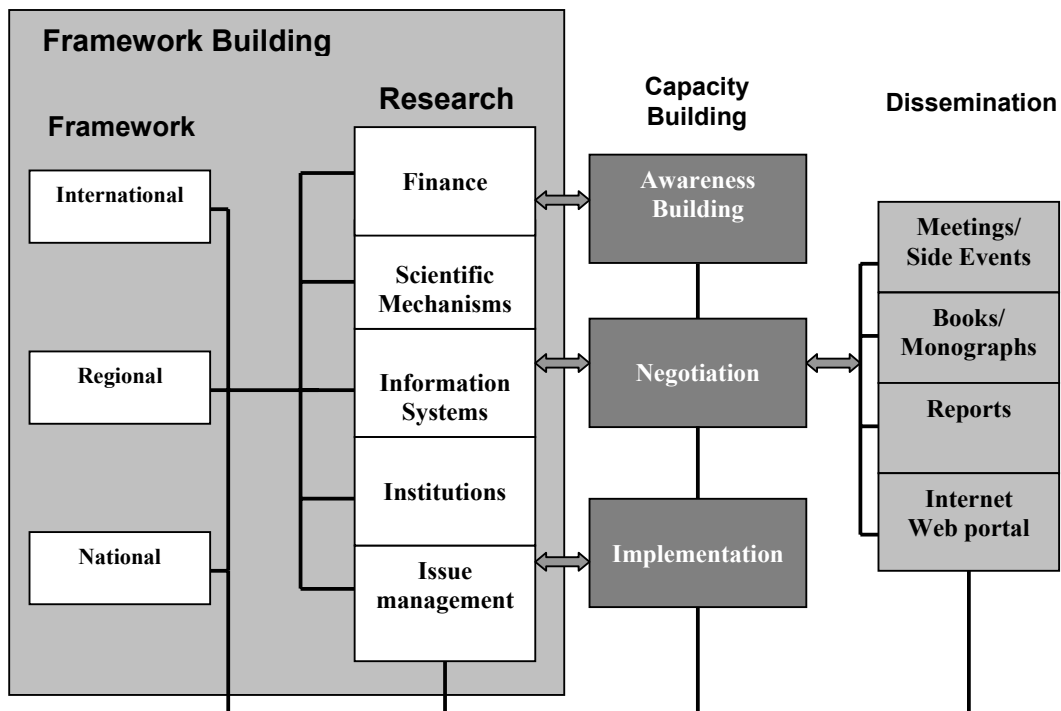 Framework Building
Framework
International
Regional
National
Research
Finance
Scientific
Mechanisms
Information
Systems
Institutions
Issue
management
Capacity
Building
Awareness
Building
Negotiation
Implementation
Dissemination
Meetings/
Side Events
Books/
Monographs
Reports
Internet
Web portal